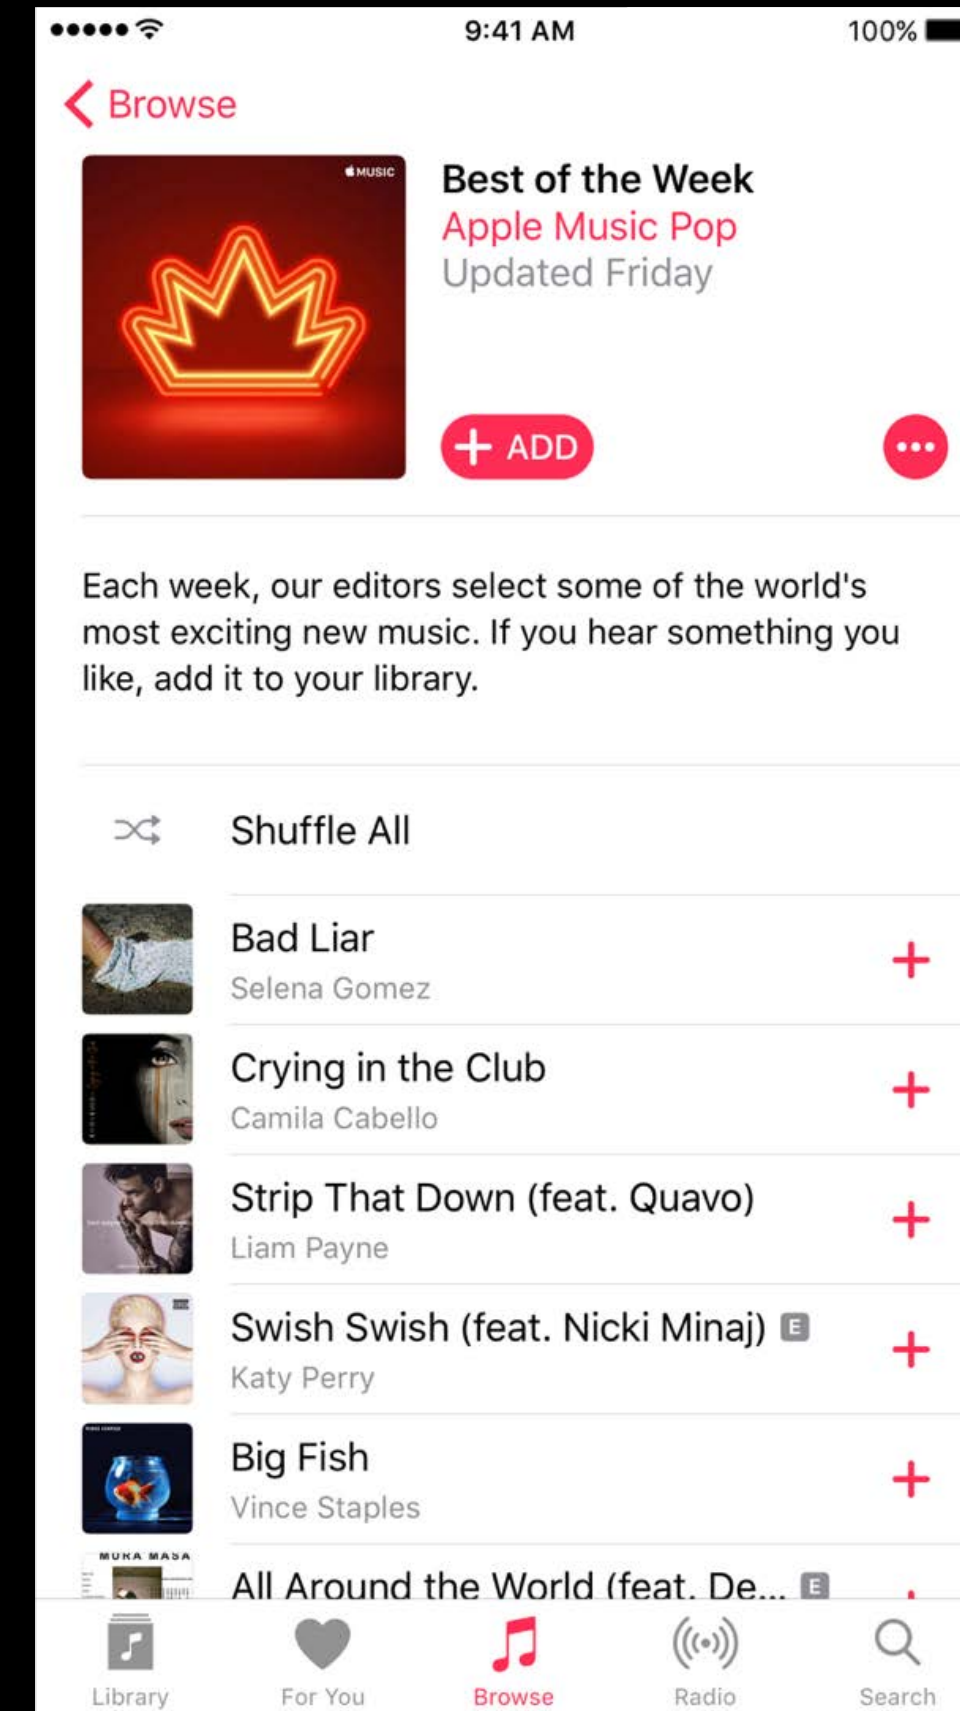 9:41 AM
100%
Browse
MUSIC
Best of the Week
Apple Music Pop
Updated Friday
+ ADD
Each week, our editors select some of the world's
most exciting new music. If you hear something you
like, add it to your library.
Shuffle All
Bad Liar
Selena Gomez
Crying in the Club
Camila Cabello
Strip That Down (feat. Quavo)
Liam Payne
Swish Swish (feat. Nicki Minaj) E
Katy Perry
Big Fish
Vince Staples
MURA MASA
All Around the World (feat. De... E
Library
For You
Browse
Radio
Search